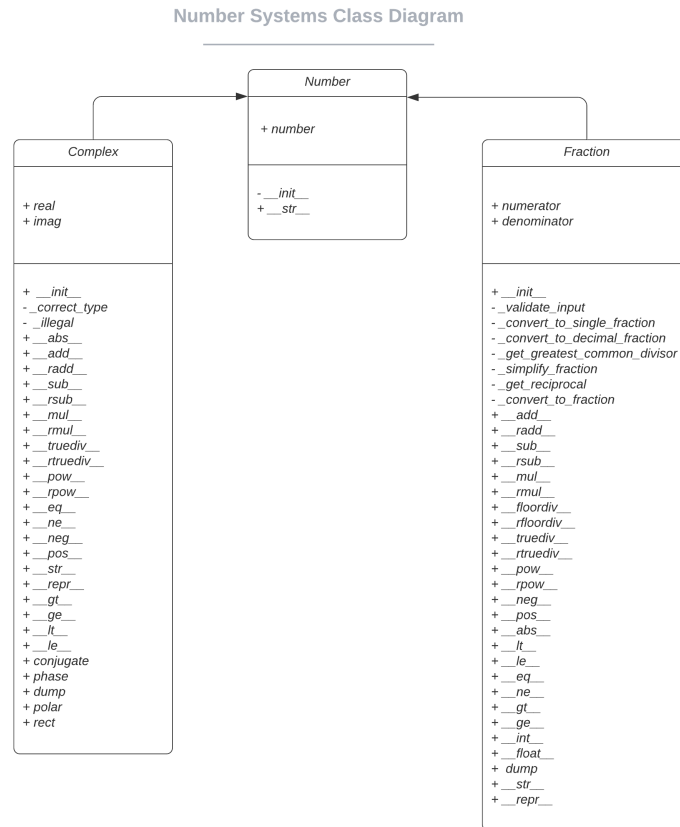 Number Systems Class Diagram
Number
+ number
- __init__
+ __str__
Complex
+ real
+ imag
+ __init__
- _correct_type
- _illegal
+ __abs__
+ __add__
+ __radd__
+ __sub__
+ __rsub__
+ __mul__
+ __rmul__
+ __truediv__
+ __rtruediv__
+ __pow__
+ __rpow__
+ __eq__
+ __ne__
+ __neg__
+ __pos__
+ __str__
+ __repr__
+ __gt__
+ __ge__
+ __lt__
+ __le__
+ conjugate
+ phase
+ dump
+ polar
+ rect
Fraction
+ numerator
+ denominator
+ __init__
- _validate_input
- _convert_to_single_fraction
- _convert_to_decimal_fraction
- _get_greatest_common_divisor
- _simplify_fraction
- _get_reciprocal
- _convert_to_fraction
+ __add__
+ __radd__
+ __sub__
+ __rsub__
+ __mul__
+ __rmul__
+ __floordiv__
+ __rfloordiv__
+ __truediv__
+ __rtruediv__
+ __pow__
+ __rpow__
+ __neg__
+ __pos__
+ __abs__
+ __lt__
+ __le__
+ __eq__
+ __ne__
+ __gt__
+ __ge__
+ __int__
+ __float__
+ dump
+ __str__
+ __repr__